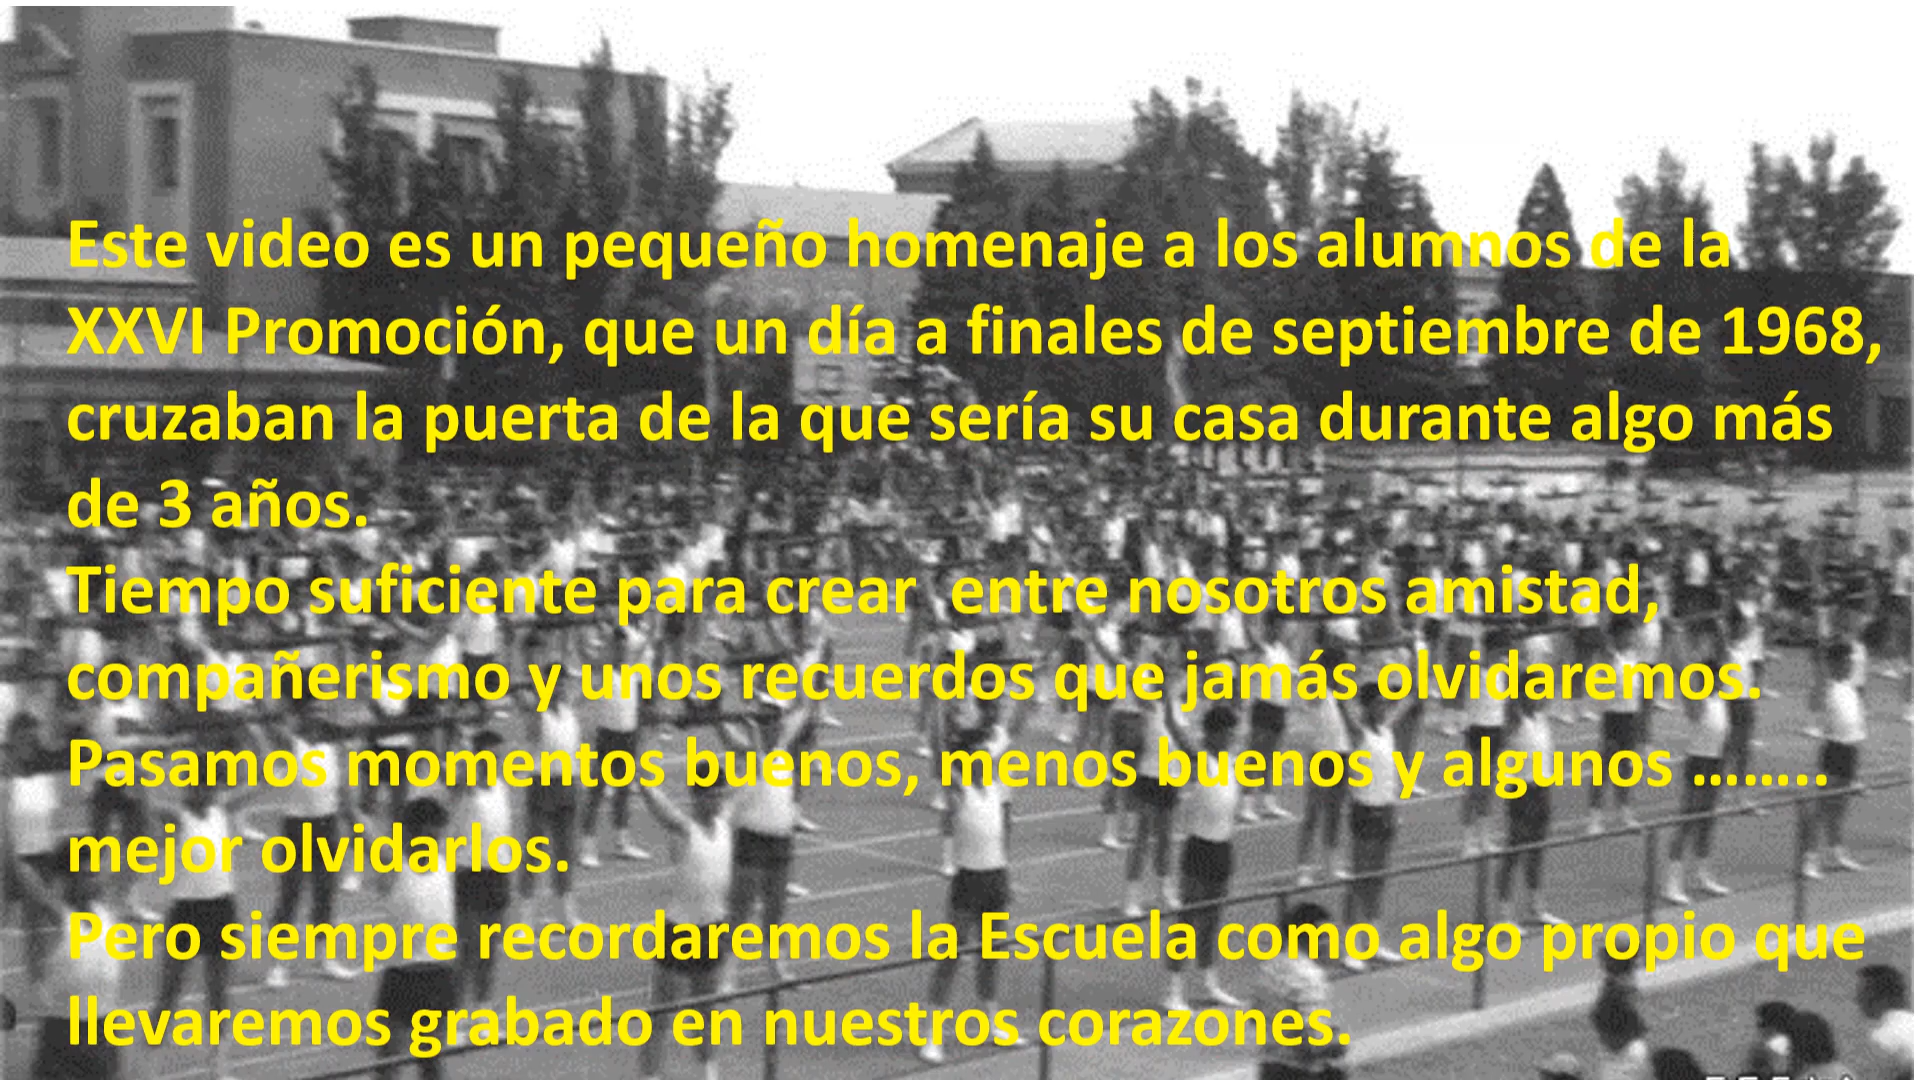 Este video es un pequeño homenaje a los alumnos de la
XXVI Promoción, que un día a finales de septiembre de 1968,
cruzaban la puerta de la que sería su casa durante algo más
de 3 años.
Tiempo suficiente para crear  entre nosotros amistad,
compañerismo y unos recuerdos que jamás olvidaremos.
Pasamos momentos buenos, menos buenos y algunos ……..
mejor olvidarlos.
Pero siempre recordaremos la Escuela como algo propio que
llevaremos grabado en nuestros corazones.